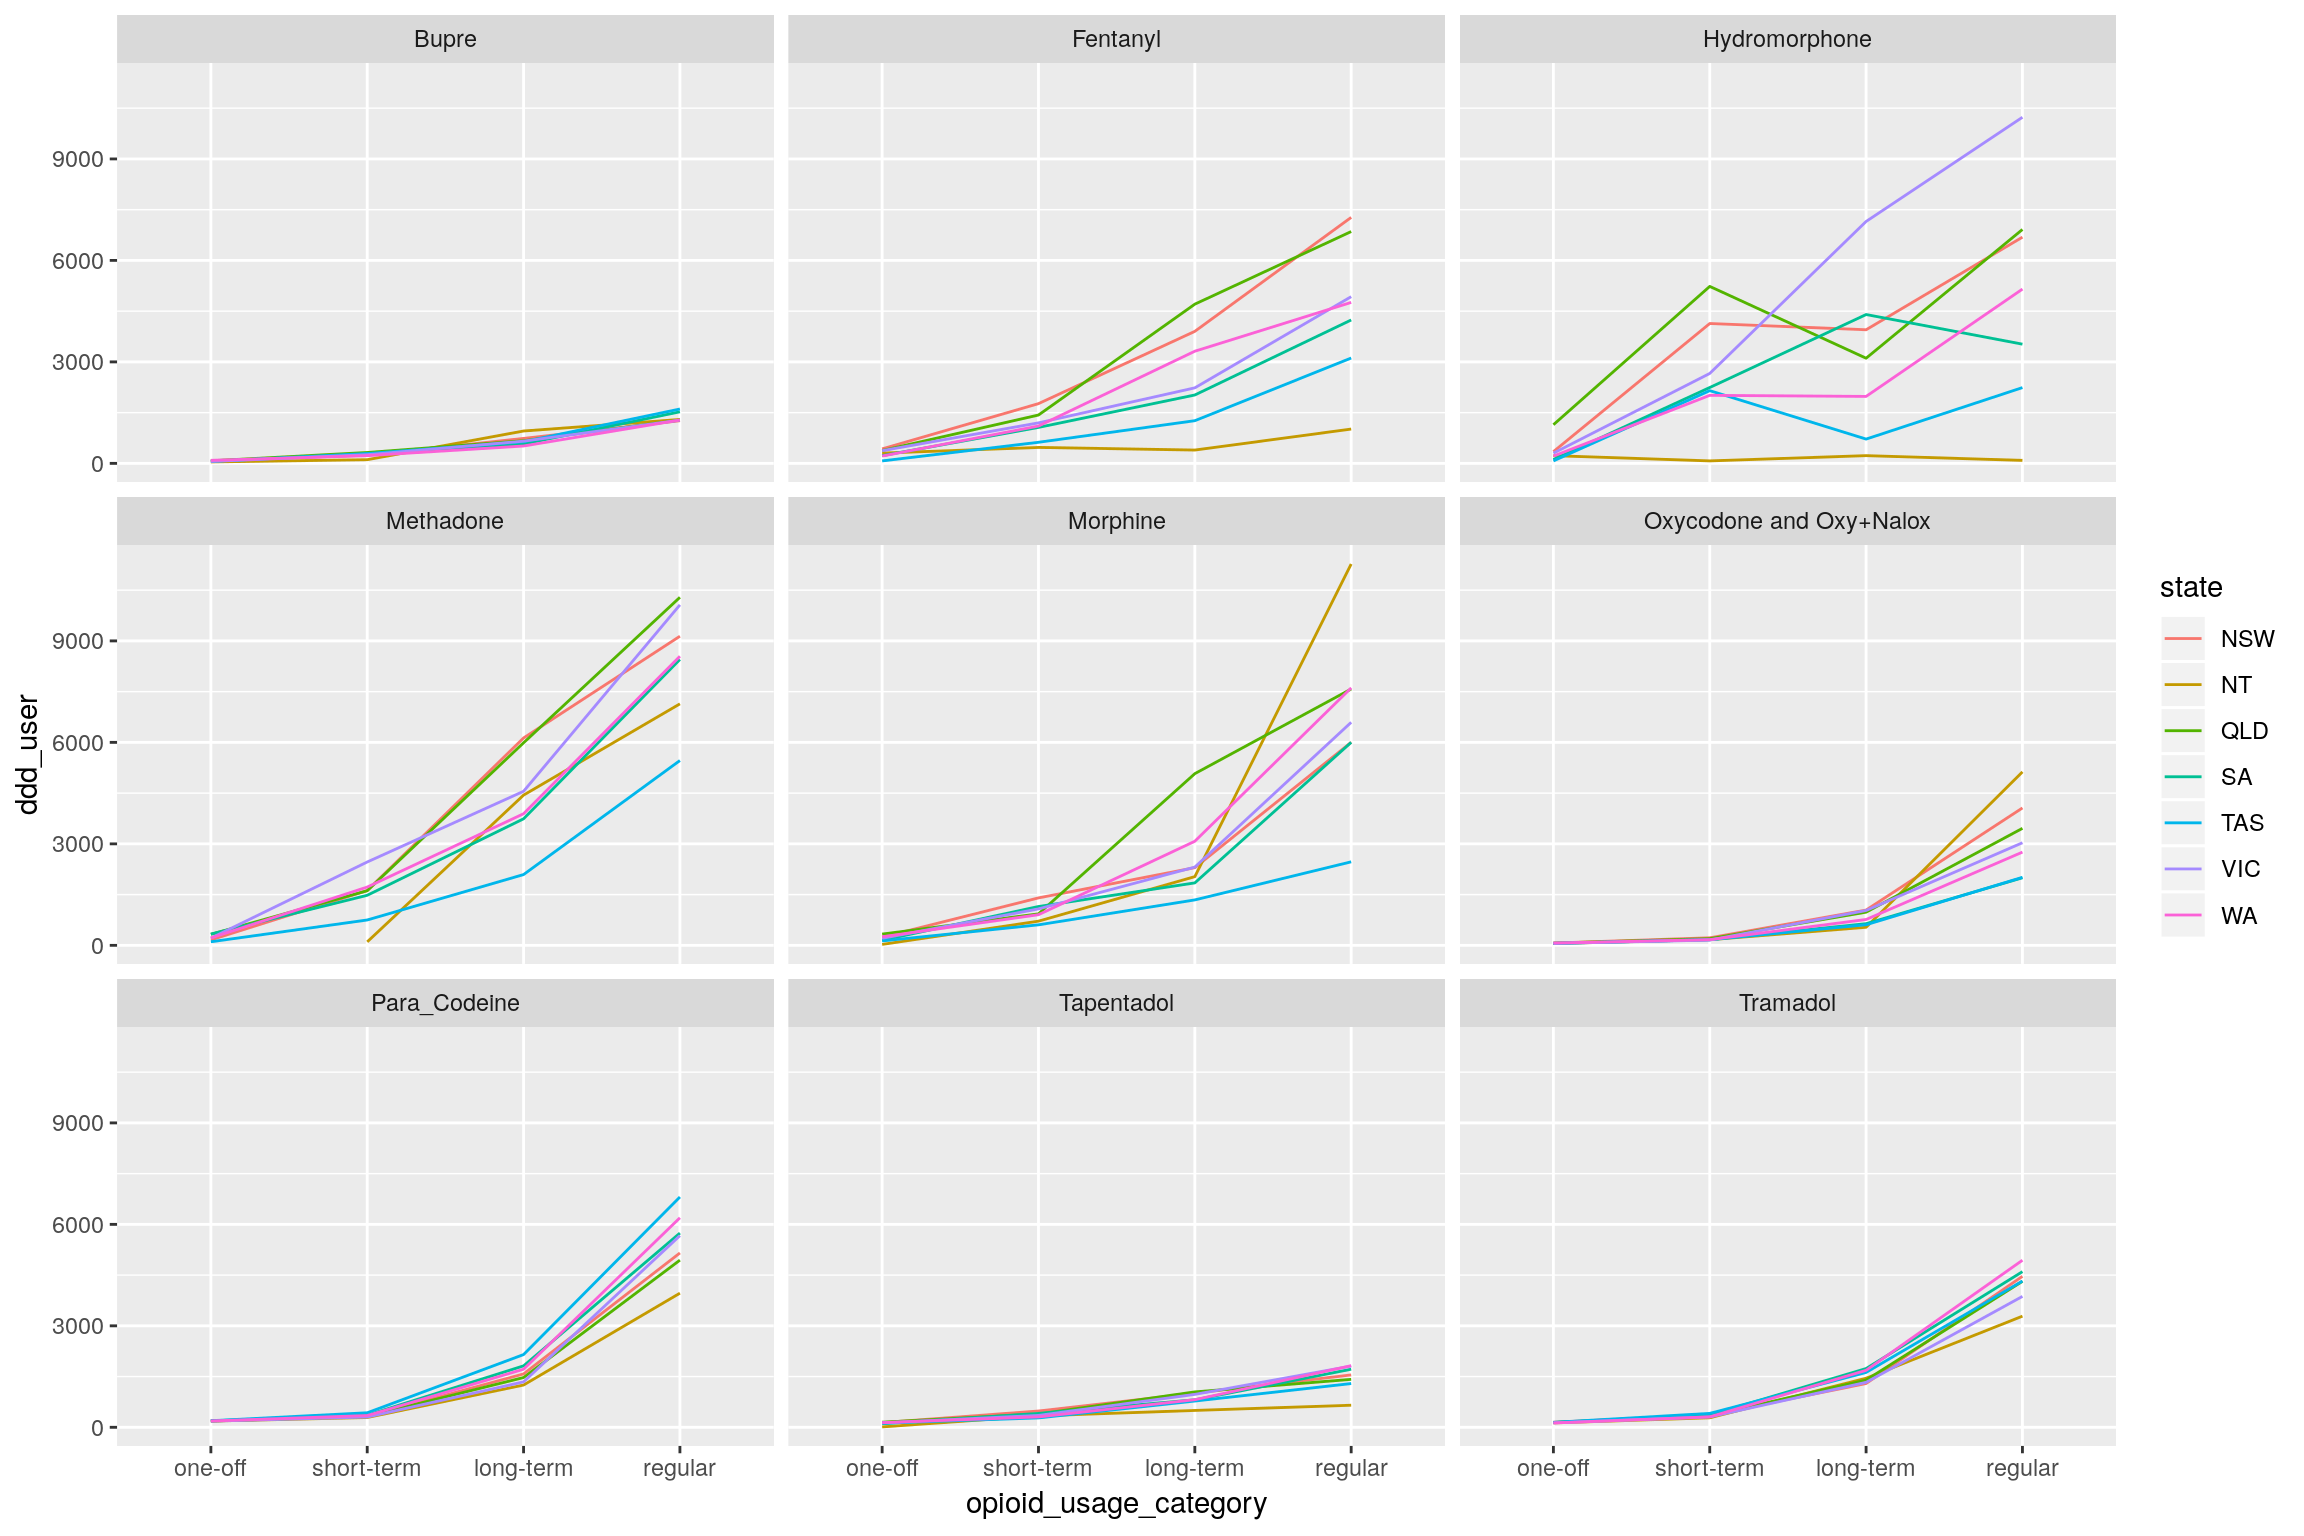 Bupre
Fentanyl
Hydromorphone
9000
6000
3000
0
Methadone
Morphine
Oxycodone and Oxy+Nalox
9000
6000
3000
0
Para_Codeine
Tapentadol
Tramadol
9000
6000
3000
0
one-off short-term long-term regular
one-off short-term long-term regular
one-off short-term long-term regular
opioid_usage_category
ddd_user
state
NSW
NT
QLD
SA
TAS
VIC
WA